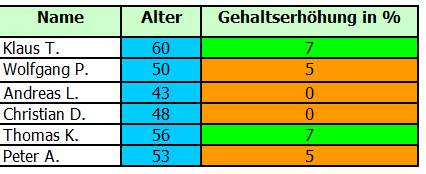 Name Alter Gehaltserhöhung in %
Klaus T. 60 7
Wolfgang P. 50 5
Andreas L. 43 0
Christian D. 48 0
Thomas K. 56 7
Peter A. 53 5